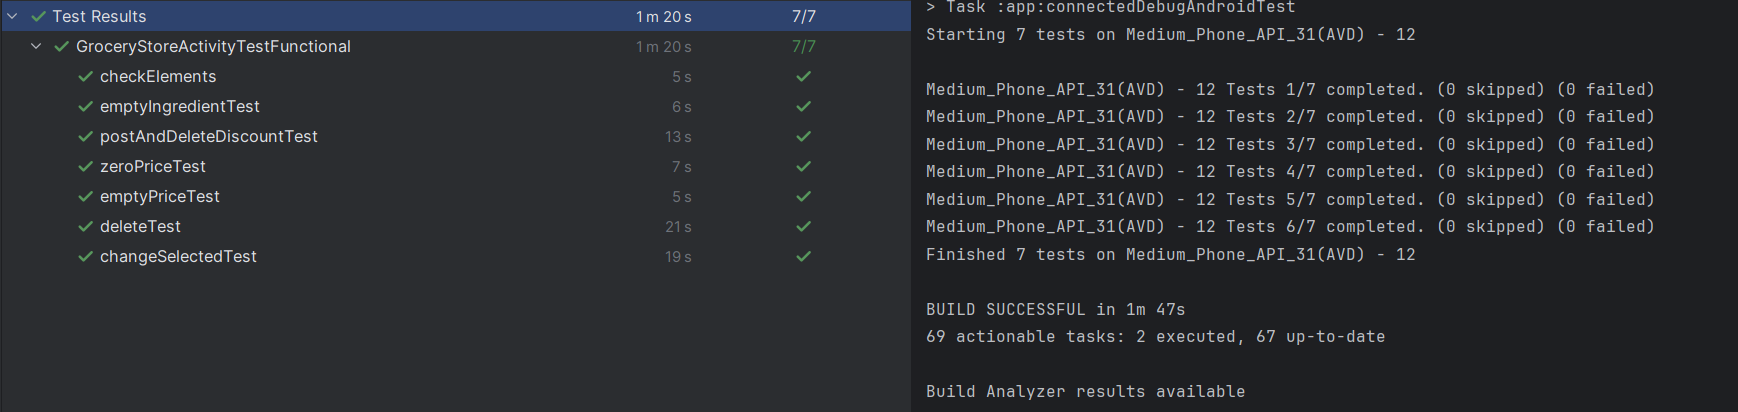 Test Results 1 m 20 s 7/7
GroceryStoreActivityTestFunctional 1 m 20 s 7/7
checkElements 5 s
emptyIngredientTest 6 s
postAndDeleteDiscountTest 13 s
zeroPriceTest 7 s
emptyPriceTest 5 s
deleteTest 21 s
changeSelectedTest 19 s
> Task :app:connectedDebugAndroidTest
Starting 7 tests on Medium_Phone_API_31(AVD) - 12
Medium_Phone_API_31(AVD) - 12 Tests 1/7 completed. (0 skipped) (0 failed)
Medium_Phone_API_31(AVD) - 12 Tests 2/7 completed. (0 skipped) (0 failed)
Medium_Phone_API_31(AVD) - 12 Tests 3/7 completed. (0 skipped) (0 failed)
Medium_Phone_API_31(AVD) - 12 Tests 4/7 completed. (0 skipped) (0 failed)
Medium_Phone_API_31(AVD) - 12 Tests 5/7 completed. (0 skipped) (0 failed)
Medium_Phone_API_31(AVD) - 12 Tests 6/7 completed. (0 skipped) (0 failed)
Finished 7 tests on Medium_Phone_API_31(AVD) - 12
BUILD SUCCESSFUL in 1m 47s
69 actionable tasks: 2 executed, 67 up-to-date
Build Analyzer results available